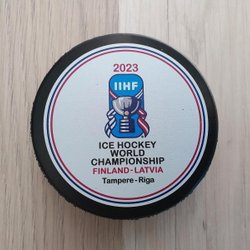 2023
IIHF
ICE HOCKEY
WORLD
CHAMPIONSHIP
FINLAND - LATVIA
Tampere - Riga